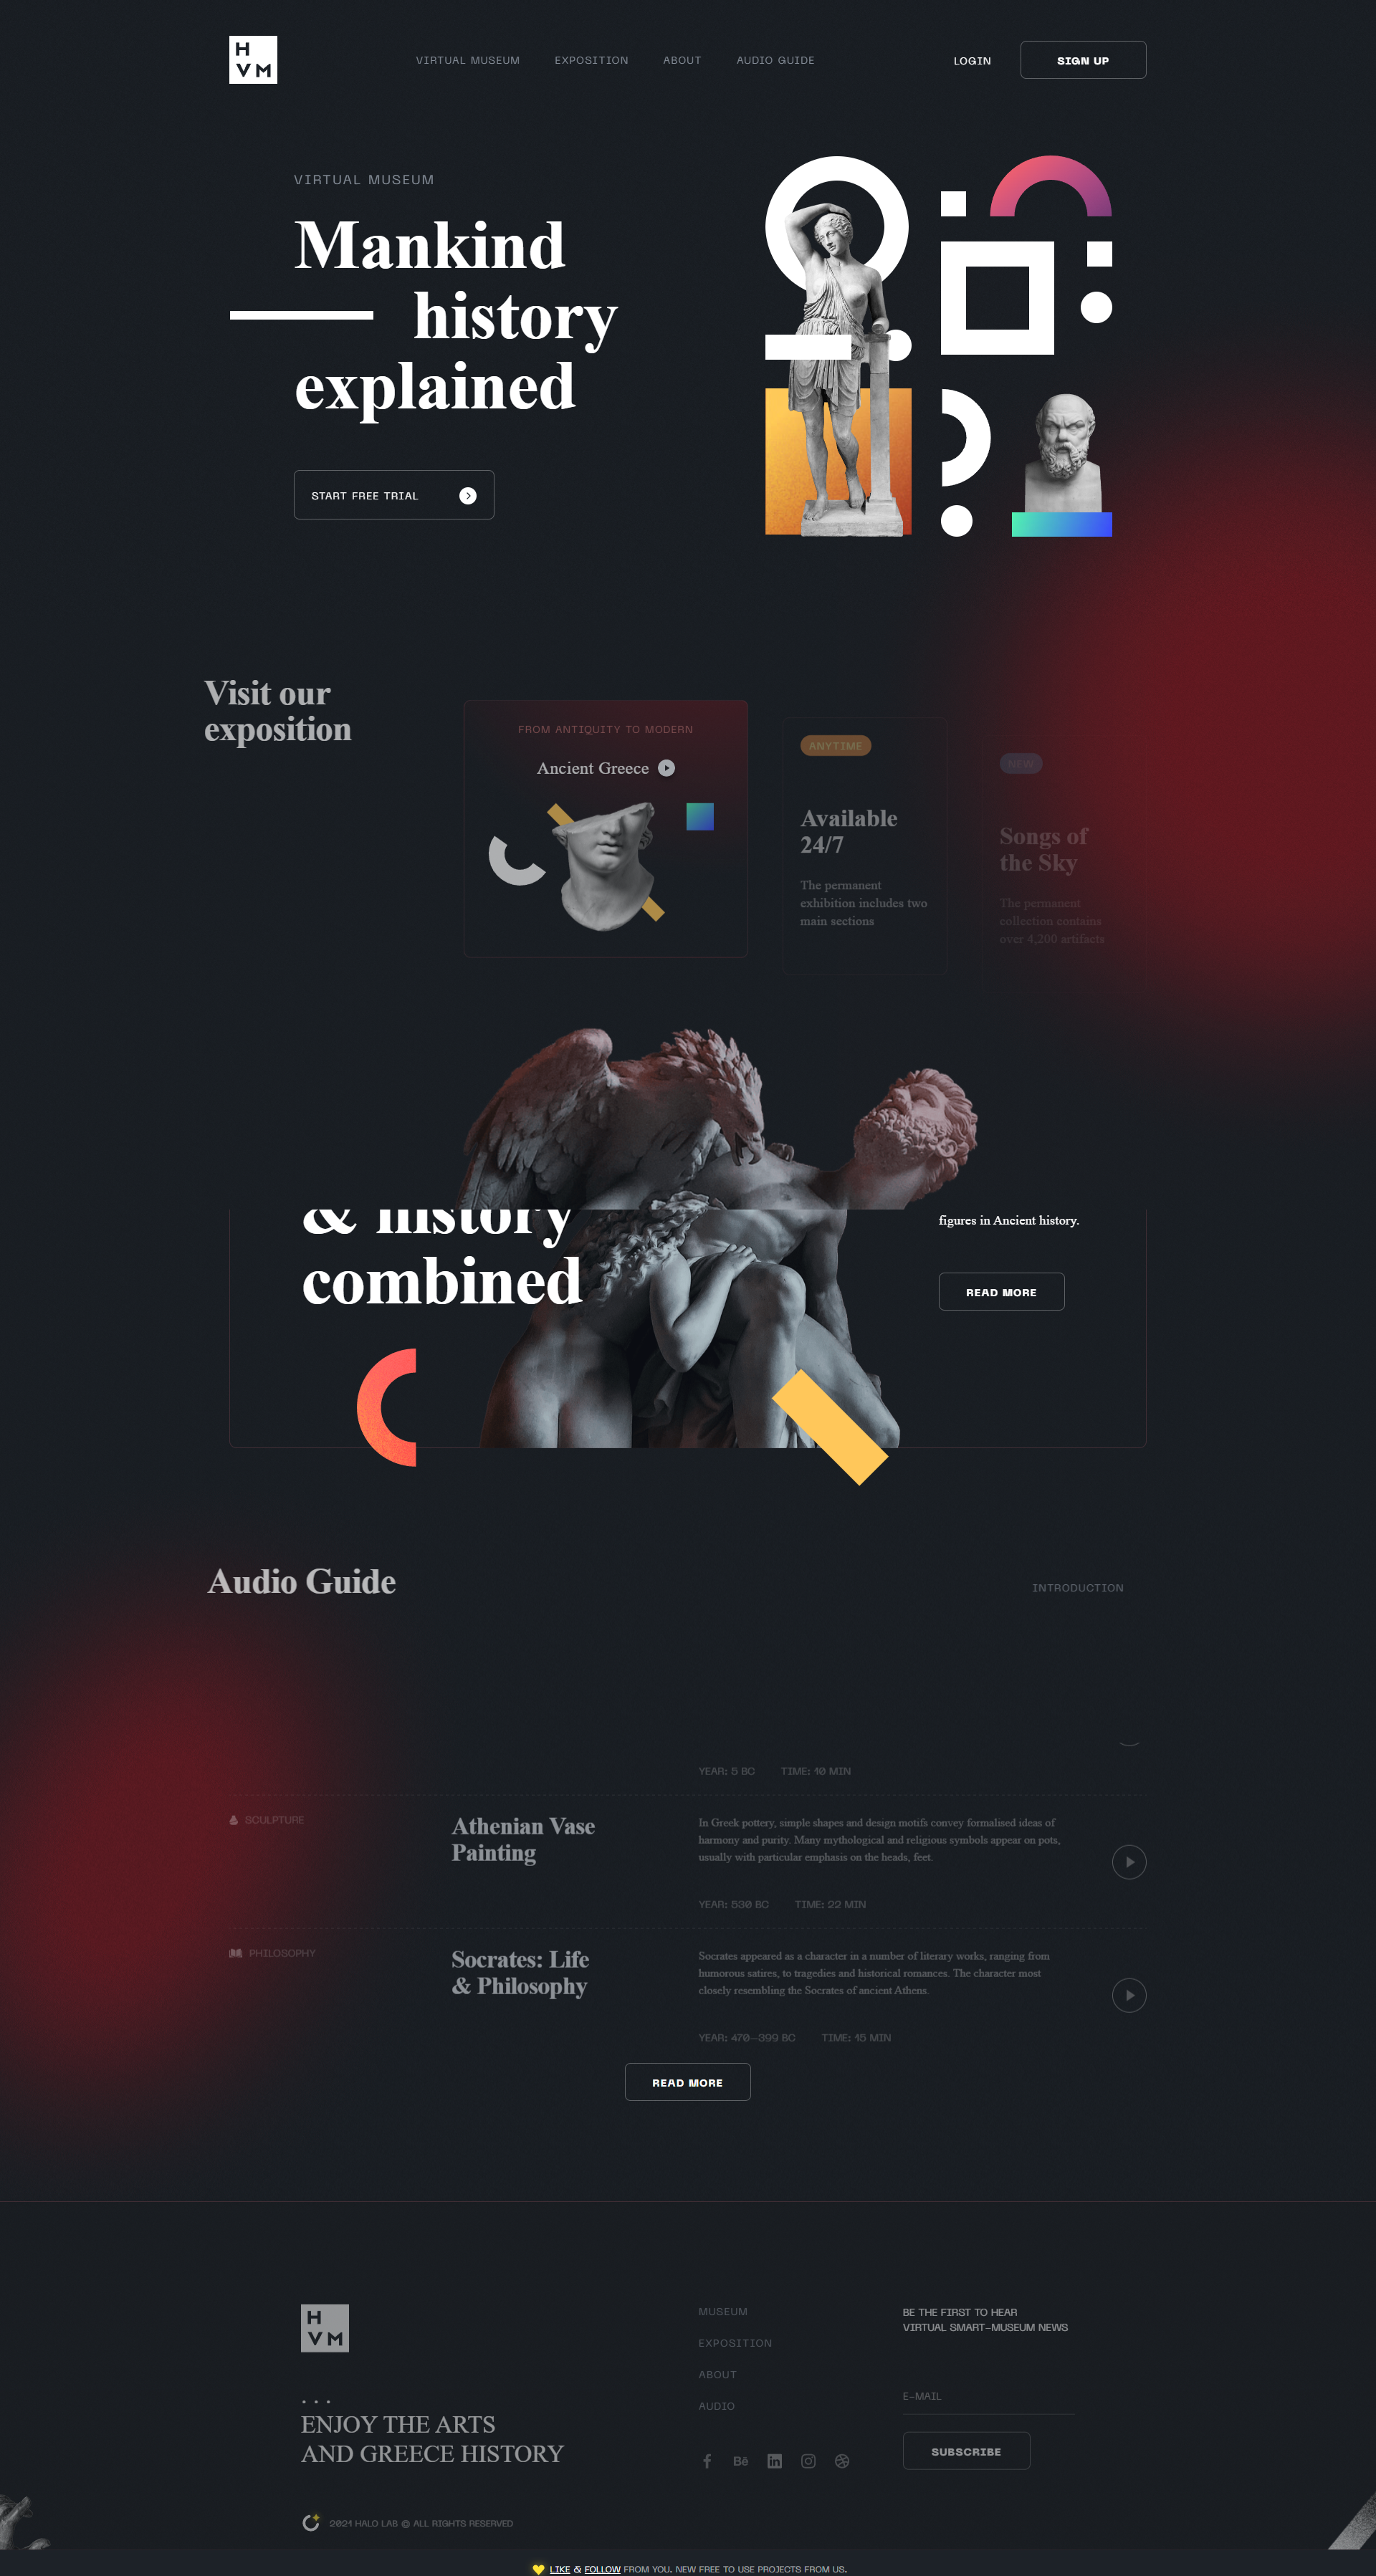 H
VM
VIRTUAL MUSEUM EXPOSITION ABOUT AUDIO GUIDE LOGIN SIGN UP
VIRTUAL MUSEUM
Mankind
history
explained
START FREE TRIAL
Visit our
exposition
FROM ANTIQUITY TO MODERN
Ancient Greece
ANYTIME
Available
24/7
The permanent
exhibition includes two
main sections
NEW
Songs of
the Sky
The permanent
collection contains
over 4,200 artifacts
& history
combined
figures in Ancient history.
READ MORE
Audio Guide
INTRODUCTION
YEAR: 5 BC TIME: 10 MIN
SCULPTURE
Athenian Vase
Painting
In Greek pottery, simple shapes and design motifs convey formalised ideas of
harmony and purity. Many mythological and religious symbols appear on pots,
usually with particular emphasis on the heads, feet.
YEAR: 530 BC TIME: 22 MIN
PHILOSOPHY
Socrates: Life
& Philosophy
Socrates appeared as a character in a number of literary works, ranging from
humorous satires, to tragedies and historical romances. The character most
closely resembling the Socrates of ancient Athens.
YEAR: 470-399 BC TIME: 15 MIN
READ MORE
H
VM
...
ENJOY THE ARTS
AND GREECE HISTORY
2021 HALO LAB © ALL RIGHTS RESERVED
MUSEUM
EXPOSITION
ABOUT
AUDIO
Bē
in
BE THE FIRST TO HEAR
VIRTUAL SMART-MUSEUM NEWS
E-MAIL
SUBSCRIBE
LIKE & FOLLOW FROM YOU. NEW FREE TO USE PROJECTS FROM US.